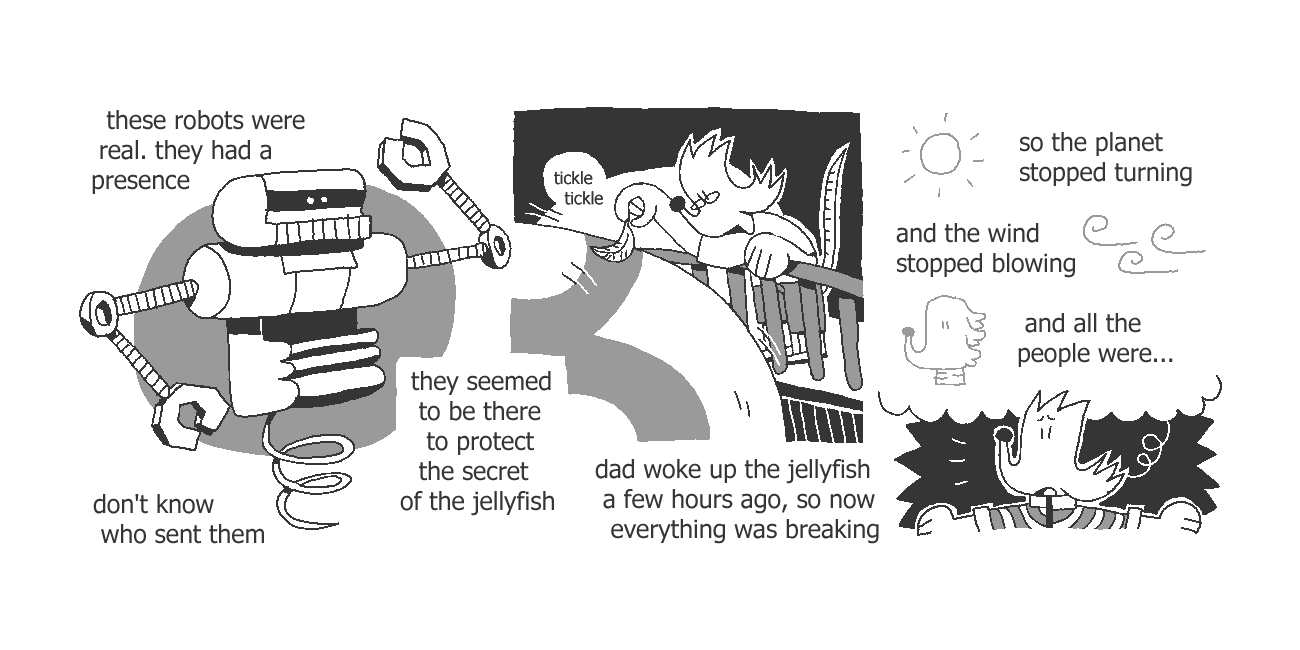 these robots were
real. they had a
presence
they seemed
to be there
to protect
the secret
of the jellyfish
don't know
who sent them
tickle
tickle
dad woke up the jellyfish
a few hours ago, so now
everything was breaking
so the planet
stopped turning
and the wind
stopped blowing
and all the
people were...